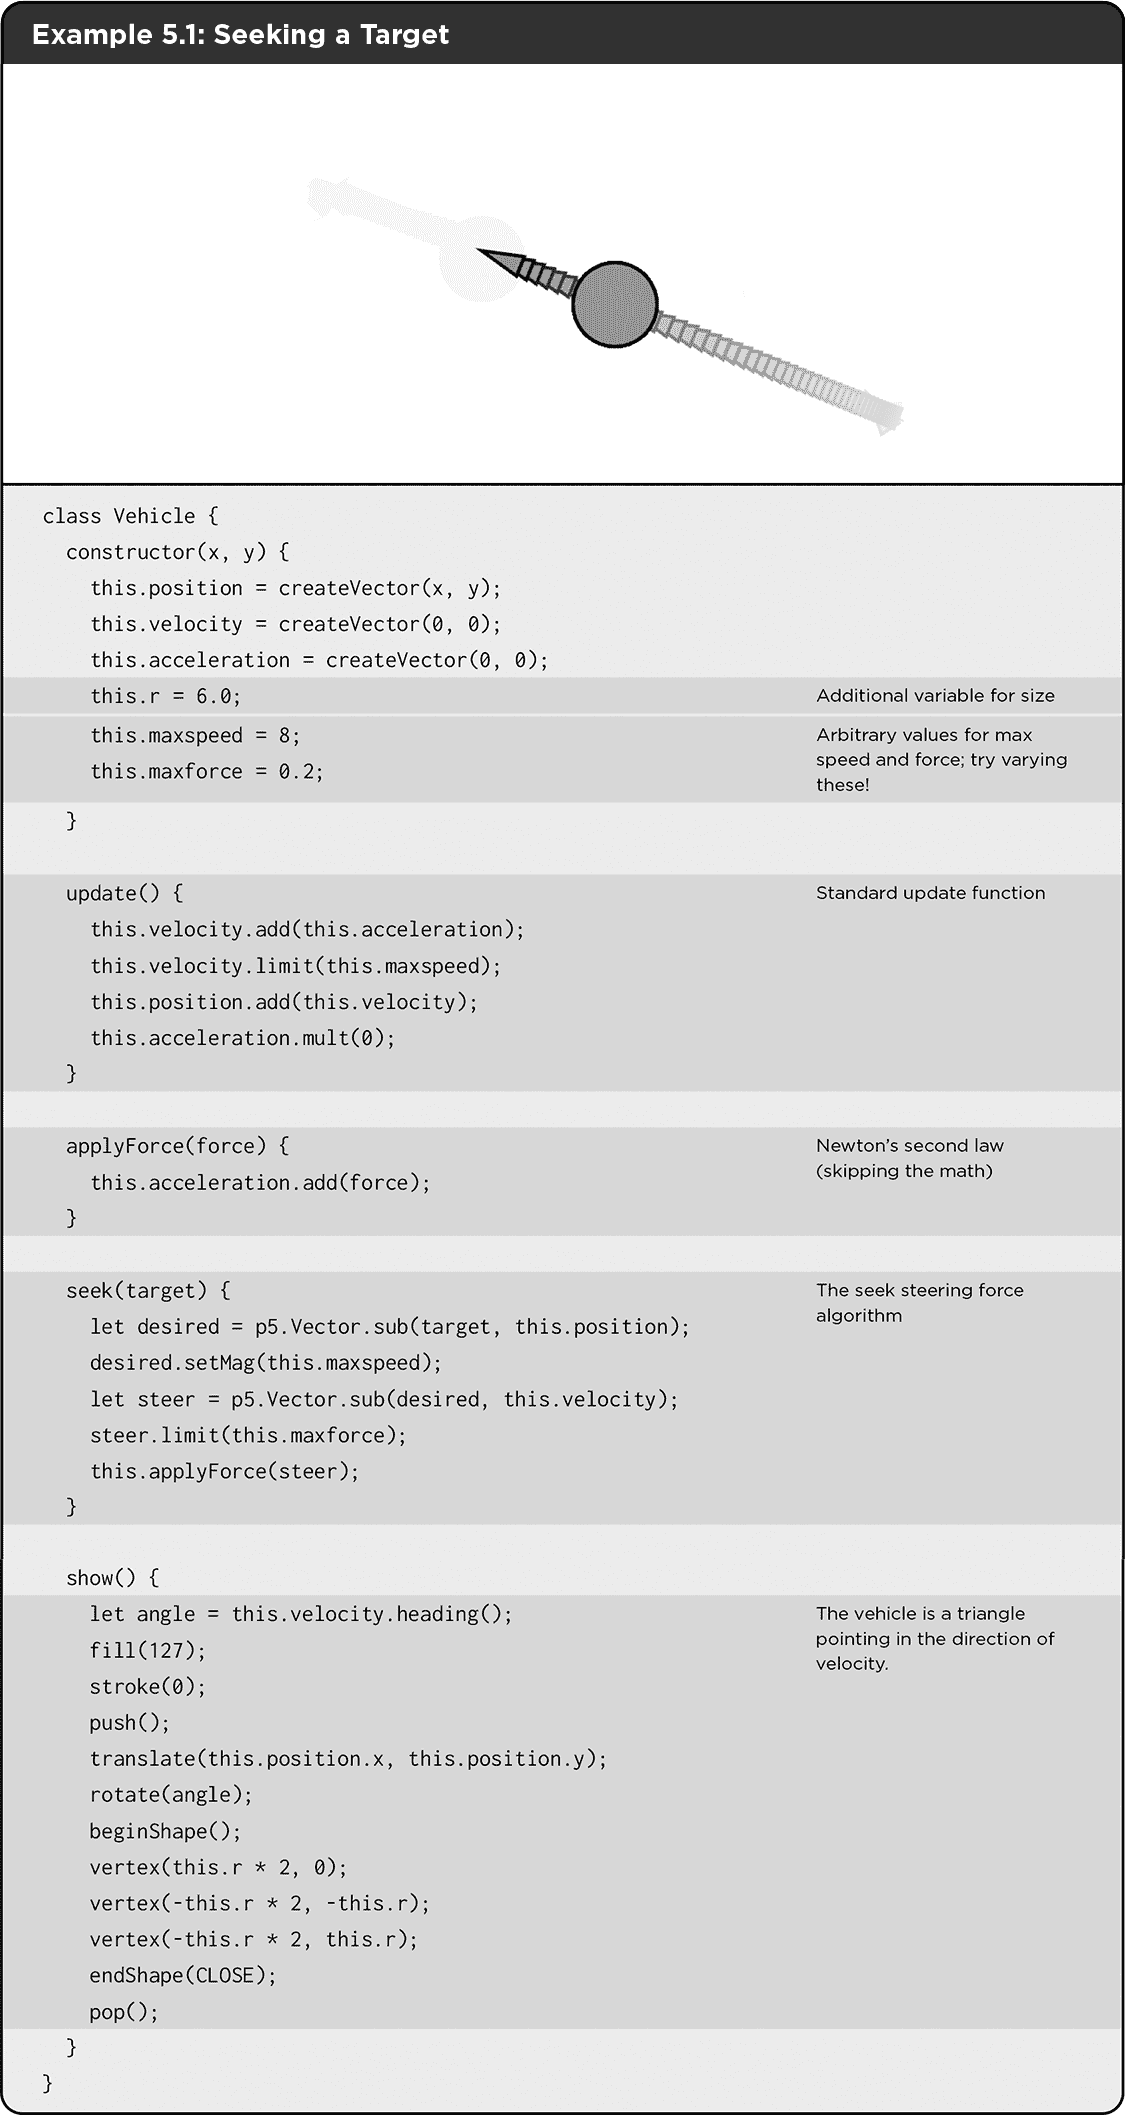 Example 5.1: Seeking a Target
class Vehicle {
constructor(x, y) {
this.position = createVector(x, y);
this.velocity = createVector(0, 0);
this.acceleration = createVector(0, 0);
this.r = 6.0;
Additional variable for size
this.maxspeed = 8;
this.maxforce = 0.2;
Arbitrary values for max
speed and force; try varying
these!
}
update() {
Standard update function
this.velocity.add(this.acceleration);
this.velocity.limit(this.maxspeed);
this.position.add(this.velocity);
this.acceleration.mult(0);
}
applyForce(force) {
this.acceleration.add(force);
}
Newton’s second law
(skipping the math)
seek(target) {
let desired = p5.Vector.sub(target, this.position);
desired.setMag(this.maxspeed);
let steer = p5.Vector.sub(desired, this.velocity);
steer.limit(this.maxforce);
this.applyForce(steer);
}
The seek steering force
algorithm
show() {
let angle = this.velocity.heading();
fill(127);
stroke(0);
push();
translate(this.position.x, this.position.y);
rotate(angle);
beginShape();
vertex(this.r * 2, 0);
vertex(-this.r * 2, -this.r);
vertex(-this.r * 2, this.r);
endShape(CLOSE);
pop();
The vehicle is a triangle
pointing in the direction of
velocity.
}
}